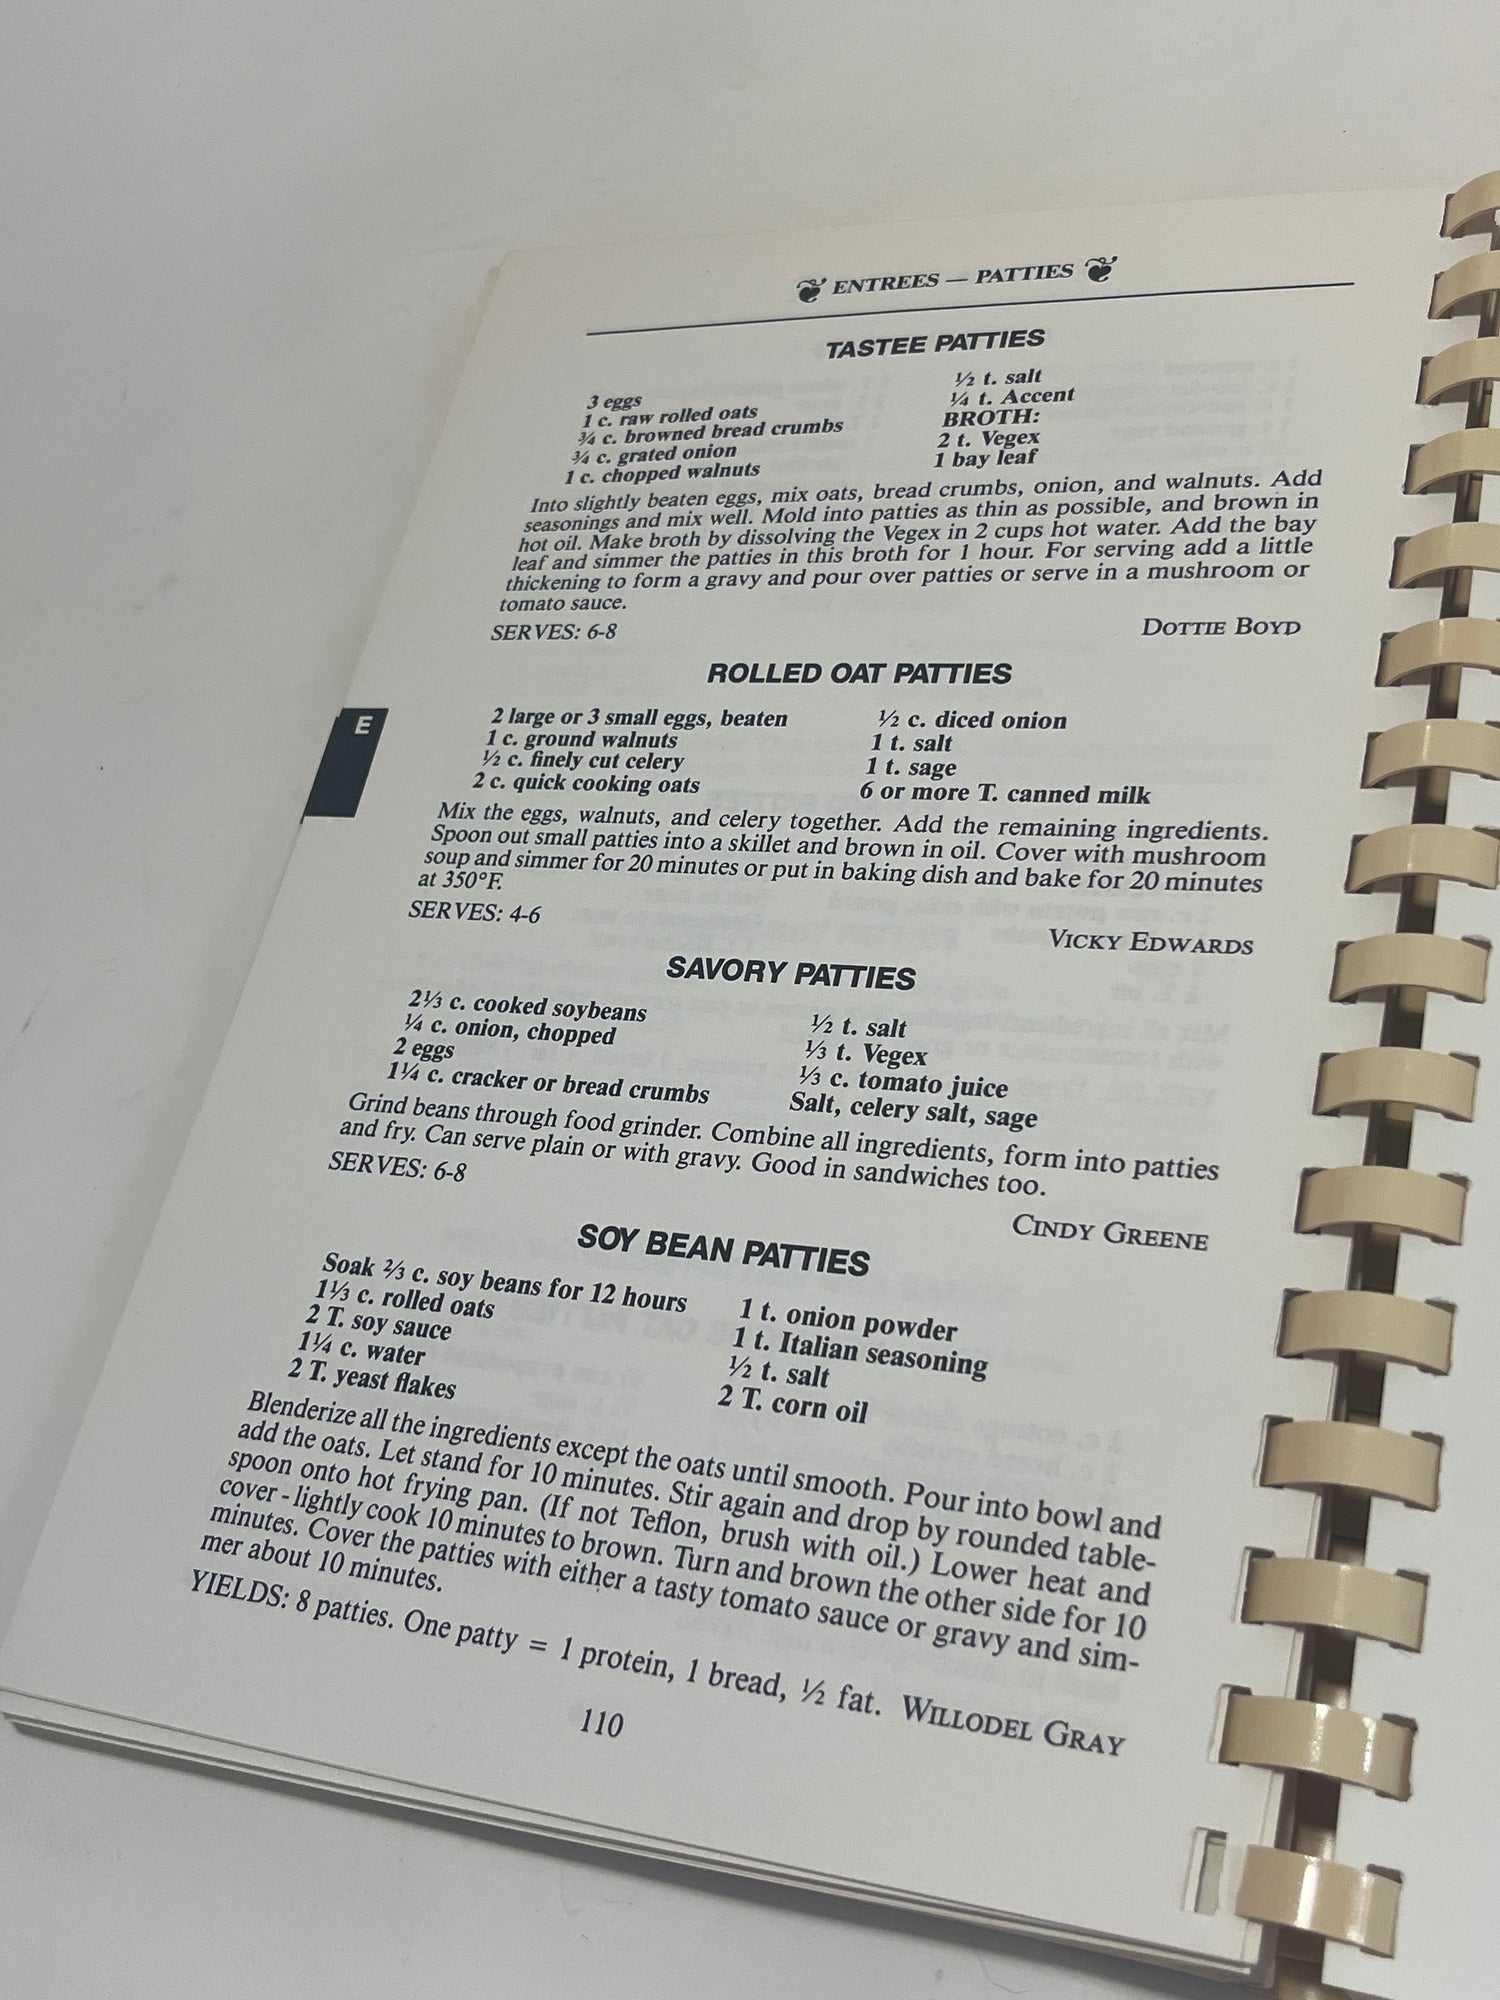 ENTREES — PATTIES
TASTEE PATTIES
3 eggs
1 c. raw rolled oats
¾ c. browned bread crumbs
¾ c. grated onion
1 c. chopped walnuts
½ t. salt
¼ t. Accent
BROTH:
2 t. Vegex
1 bay leaf
Into slightly beaten eggs, mix oats, bread crumbs, onion, and walnuts. Add
seasonings and mix well. Mold into patties as thin as possible, and brown in
hot oil. Make broth by dissolving the Vegex in 2 cups hot water. Add the bay
leaf and simmer the patties in this broth for 1 hour. For serving add a little
thickening to form a gravy and pour over patties or serve in a mushroom or
tomato sauce.
SERVES: 6-8 DOTTIE BOYD
ROLLED OAT PATTIES
E
2 large or 3 small eggs, beaten
1 c. ground walnuts
½ c. finely cut celery
2 c. quick cooking oats
½ c. diced onion
1 t. salt
1 t. sage
6 or more T. canned milk
Mix the eggs, walnuts, and celery together. Add the remaining ingredients.
Spoon out small patties into a skillet and brown in oil. Cover with mushroom
soup and simmer for 20 minutes or put in baking dish and bake for 20 minutes
at 350°F.
SERVES: 4-6 VICKY EDWARDS
SAVORY PATTIES
2⅓ c. cooked soybeans
¼ c. onion, chopped
2 eggs
1¼ c. cracker or bread crumbs
½ t. salt
⅓ t. Vegex
⅓ c. tomato juice
Salt, celery salt, sage
Grind beans through food grinder. Combine all ingredients, form into patties
and fry. Can serve plain or with gravy. Good in sandwiches too.
SERVES: 6-8 CINDY GREENE
SOY BEAN PATTIES
Soak ⅔ c. soy beans for 12 hours
1⅓ c. rolled oats
2 T. soy sauce
1¼ c. water
2 T. yeast flakes
1 t. onion powder
1 t. Italian seasoning
½ t. salt
2 T. corn oil
Blenderize all the ingredients except the oats until smooth. Pour into bowl and
add the oats. Let stand for 10 minutes. Stir again and drop by rounded table-
spoon onto hot frying pan. (If not Teflon, brush with oil.) Lower heat and
cover - lightly cook 10 minutes to brown. Turn and brown the other side for 10
minutes. Cover the patties with either a tasty tomato sauce or gravy and sim-
mer about 10 minutes.
YIELDS: 8 patties. One patty = 1 protein, 1 bread, ½ fat. WILLODEL GRAY
110